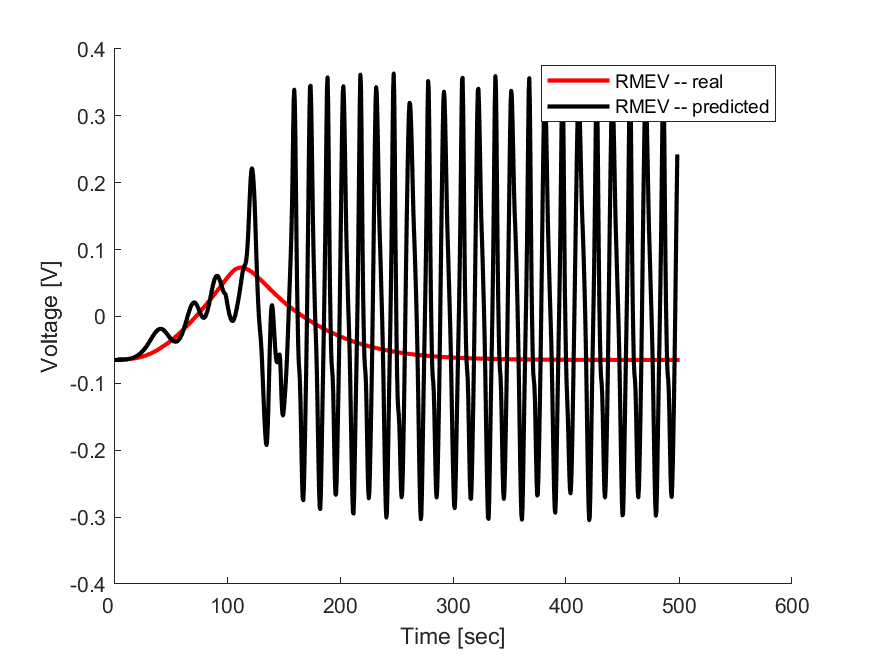 0.4
0.3
0.2
0.1
0
-0.1
-0.2
-0.3
-0.4
Voltage [V]
RMEV -- real
RMEV -- predicted
0 100 200 300 400 500 600
Time [sec]